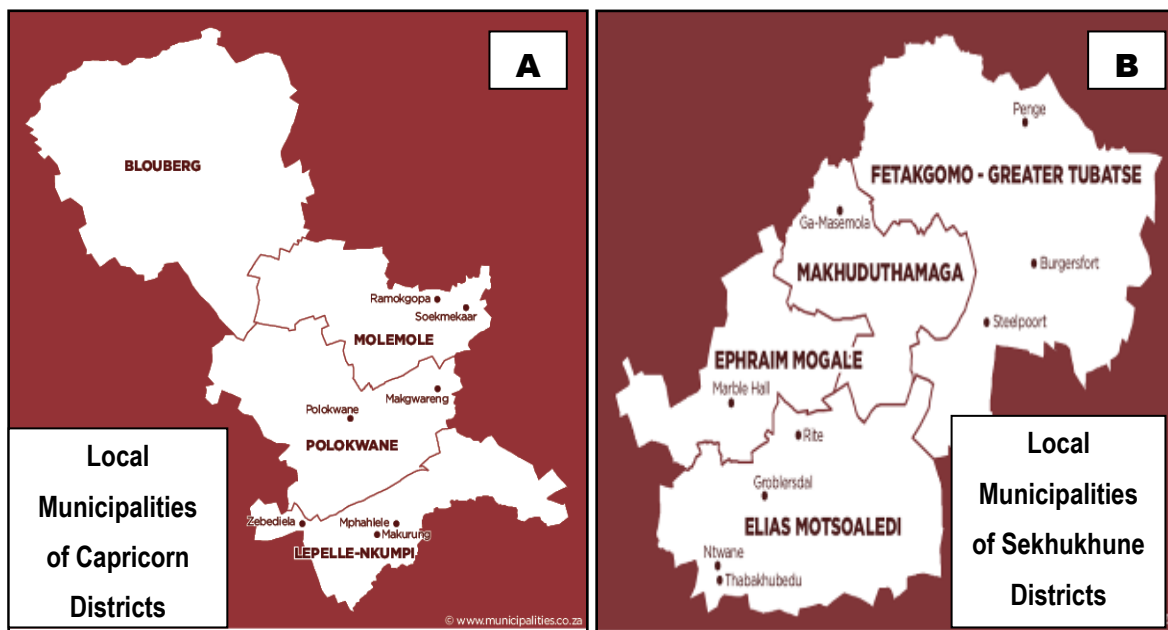 A
BLOUBERG
Ramokgopa
Soekmekaar
MOLEMOLE
Makgwareng
Polokwane
POLOKWANE
Zebediela
Mphahlele
Makurung
LEPELLE-NKUMPI
Local
Municipalities
of Capricorn
Districts
© www.municipalities.co.za
B
Penge
FETAKGOMO - GREATER TUBATSE
Ga-Masemola
MAKHUDUTHAMAGA
Burgersfort
Steelpoort
EPHRAIM MOGALE
Marble Hall
Rite
Groblersdal
ELIAS MOTSOALEDI
Ntwane
Thabakhubedu
Local
Municipalities
of Sekhukhune
Districts